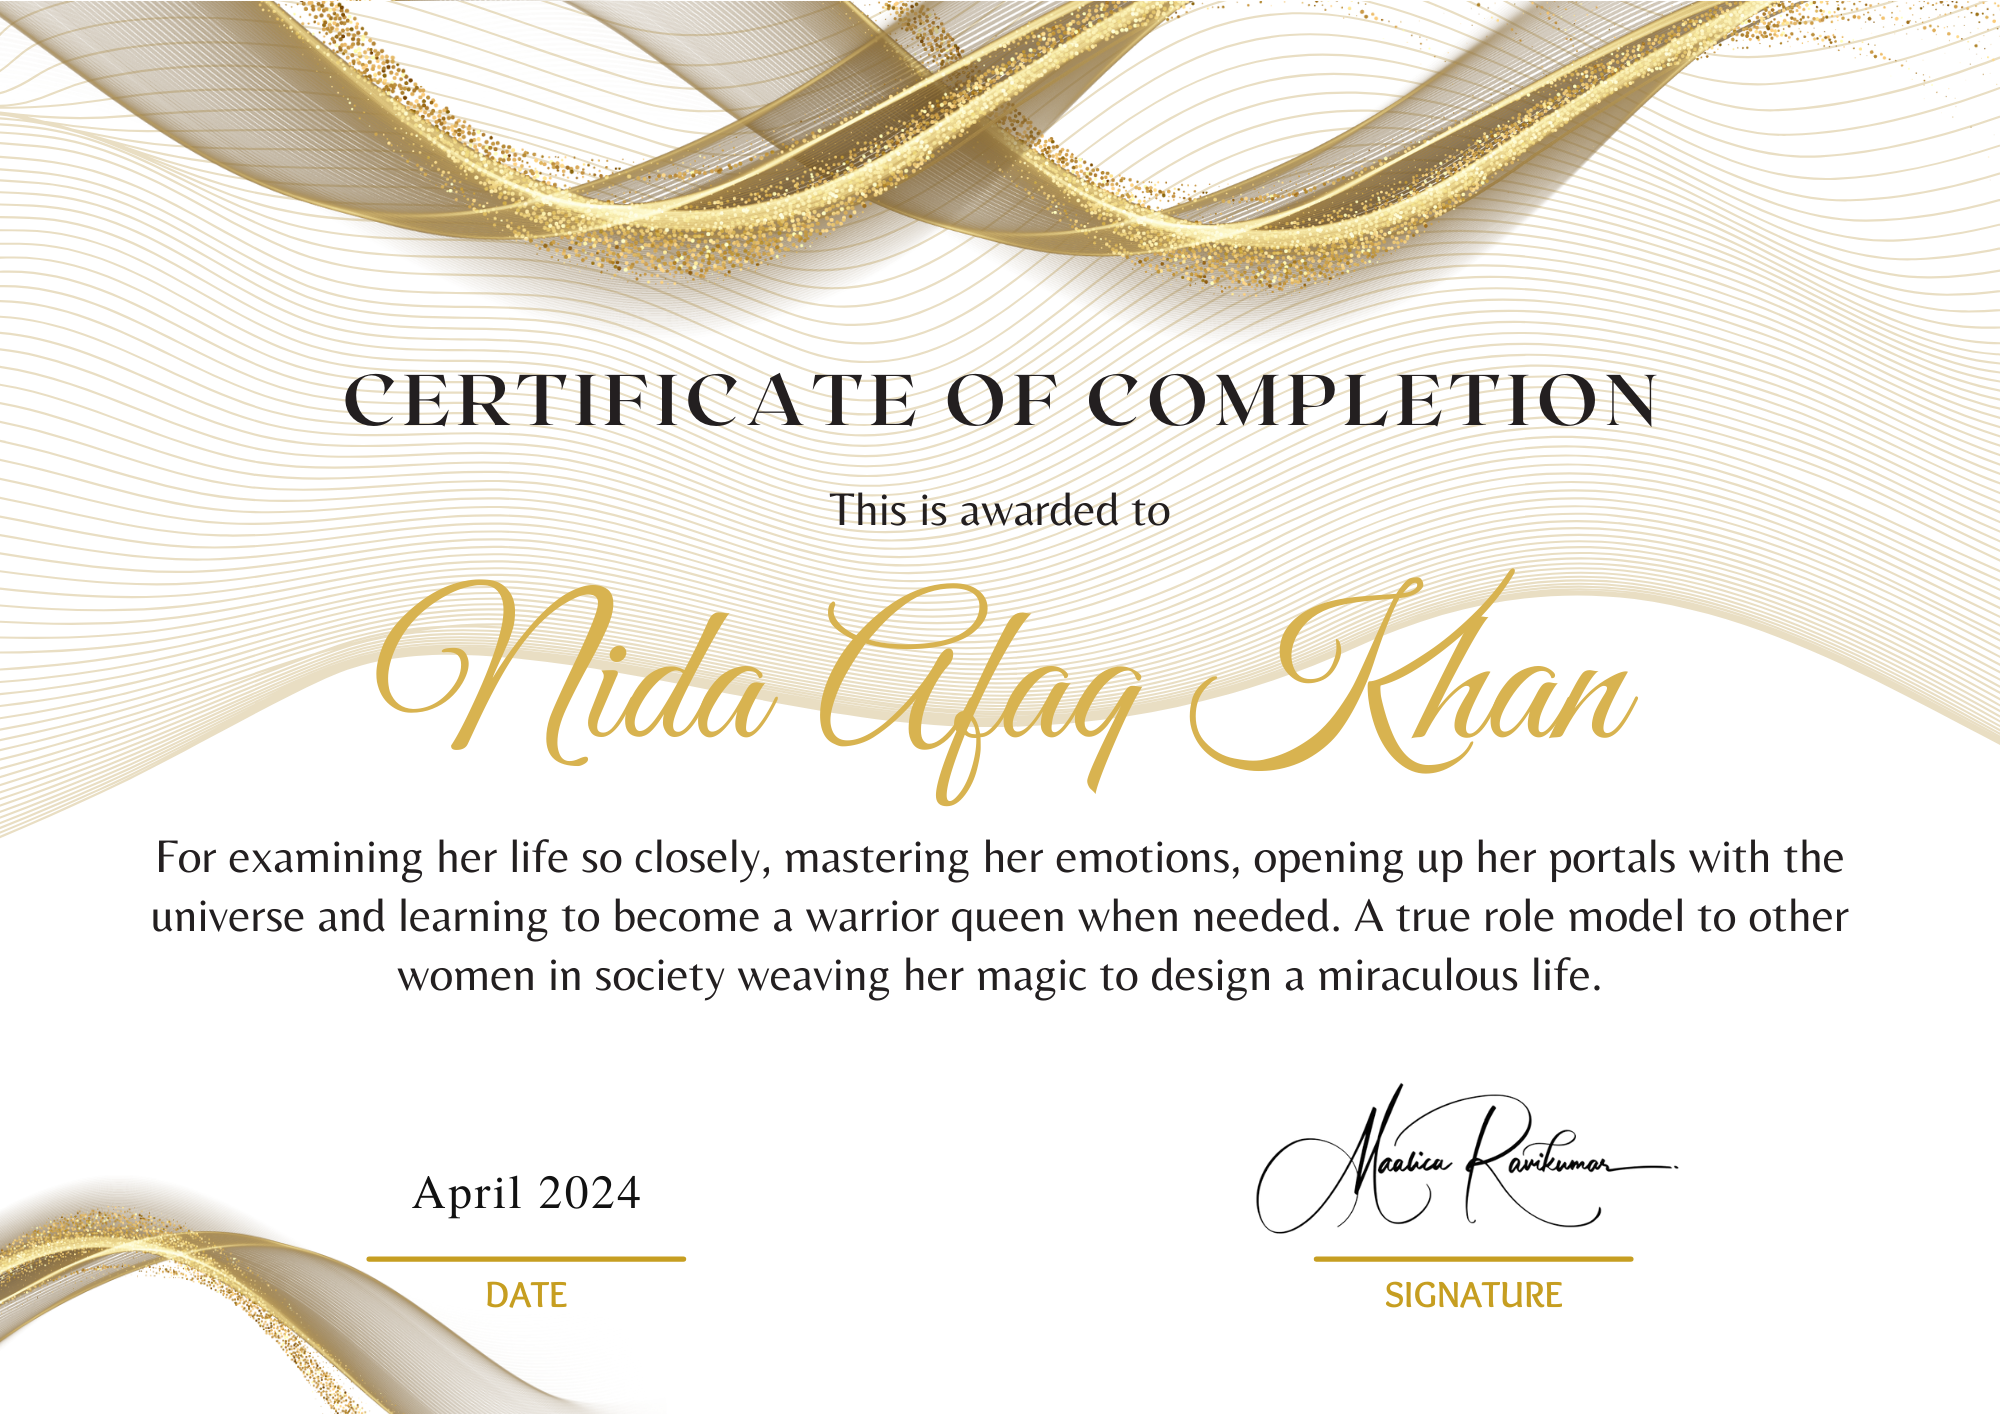 CERTIFICATE OF COMPLETION
This is awarded to
Nida Afaq Khan
For examining her life so closely, mastering her emotions, opening up her portals with the
universe and learning to become a warrior queen when needed. A true role model to other
women in society weaving her magic to design a miraculous life.
April 2024
DATE
Maalica Ravikumar
SIGNATURE